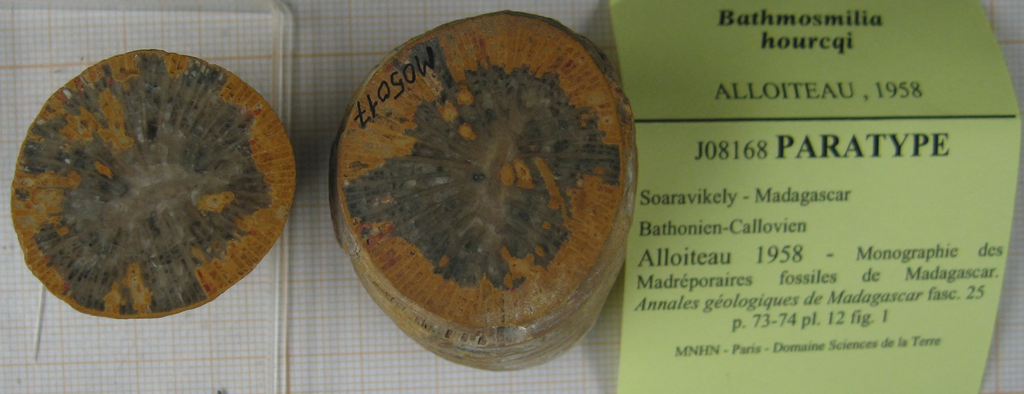 M05017
Bathmosmilia
hourcqi
ALLOITEAU , 1958
J08168 PARATYPE
Soaravikely - Madagascar
Bathonien-Callovien
Alloiteau 1958 - Monographie des
Madréporaires fossiles de Madagascar.
Annales géologiques de Madagascar fasc. 25
p. 73-74 pl. 12 fig. 1
MNHN - Paris - Domaine Sciences de la Terre